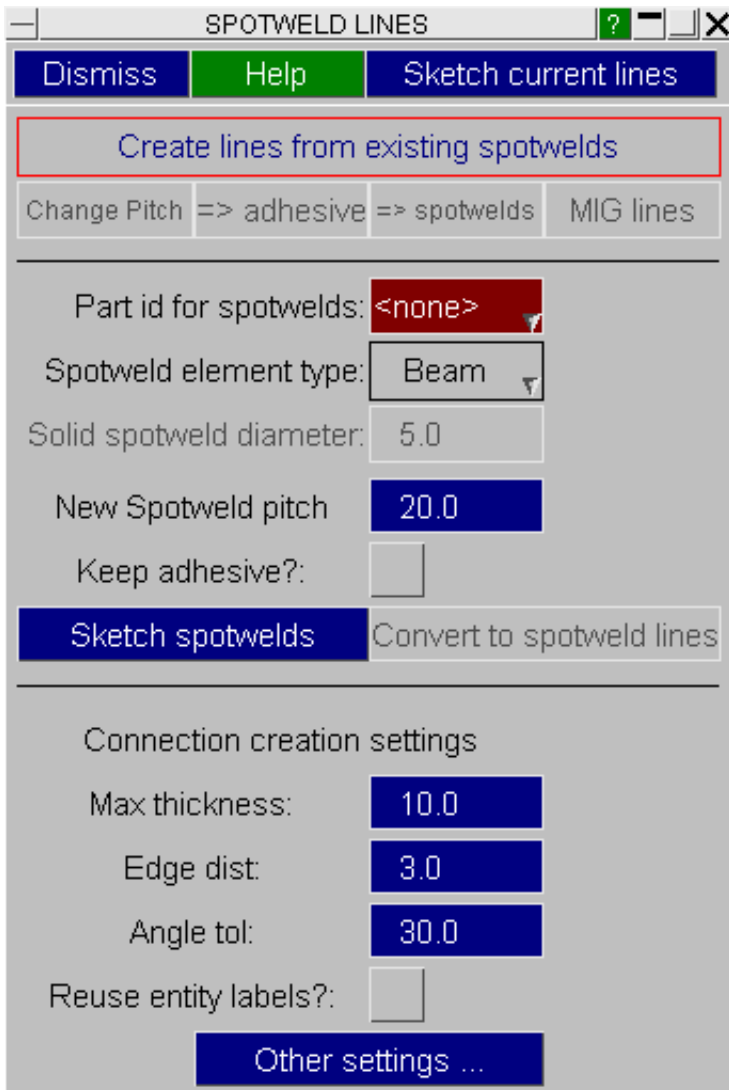 SPOTWELD LINES ?
Dismiss Help Sketch current lines
Create lines from existing spotwelds
Change Pitch => adhesive => spotwelds MIG lines
Part id for spotwelds: <none>
Spotweld element type: Beam
Solid spotweld diameter: 5.0
New Spotweld pitch 20.0
Keep adhesive?:
Sketch spotwelds Convert to spotweld lines
Connection creation settings
Max thickness: 10.0
Edge dist: 3.0
Angle tol: 30.0
Reuse entity labels?:
Other settings ...